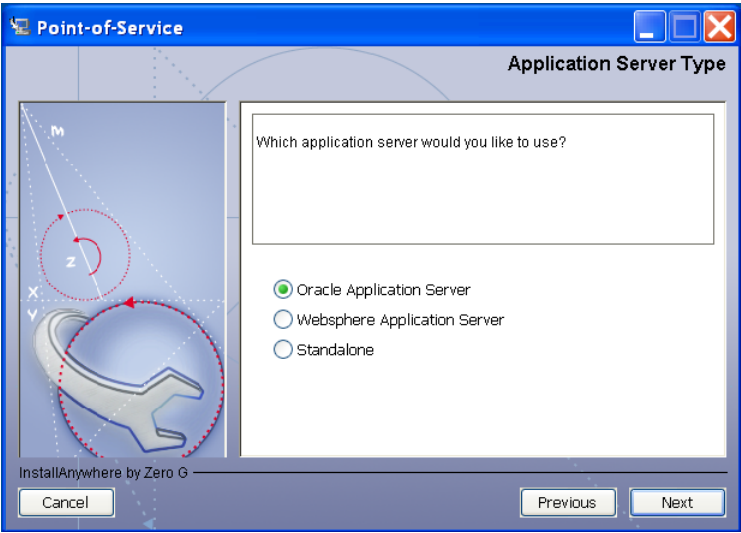 Point-of-Service
Application Server Type
M
Z
X
Y
Which application server would you like to use?
Oracle Application Server
Websphere Application Server
Standalone
InstallAnywhere by Zero G
Cancel
Previous
Next